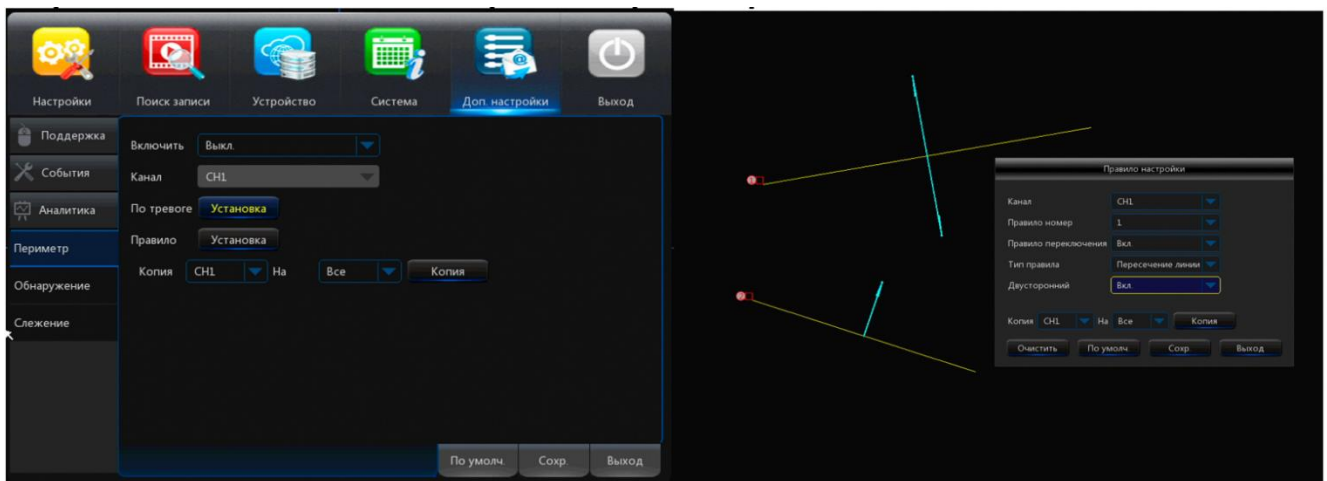 Настройки Поиск записи Устройство Система Доп. настройки Выход
Поддержка
События
Аналитика
Периметр
Обнаружение
Слежение
Включить Выкл.
Канал CH1
По тревоге Установка
Правило Установка
Копия CH1 На Все Копия
По умолч. Сохр. Выход
1
2
Правило настройки
Канал CH1
Правило номер 1
Правило переключения Вкл
Тип правила Пересечение линии
Двусторонний Вкл.
Копия CH1 На Все Копия
Очистить По умолч. Сохр. Выход